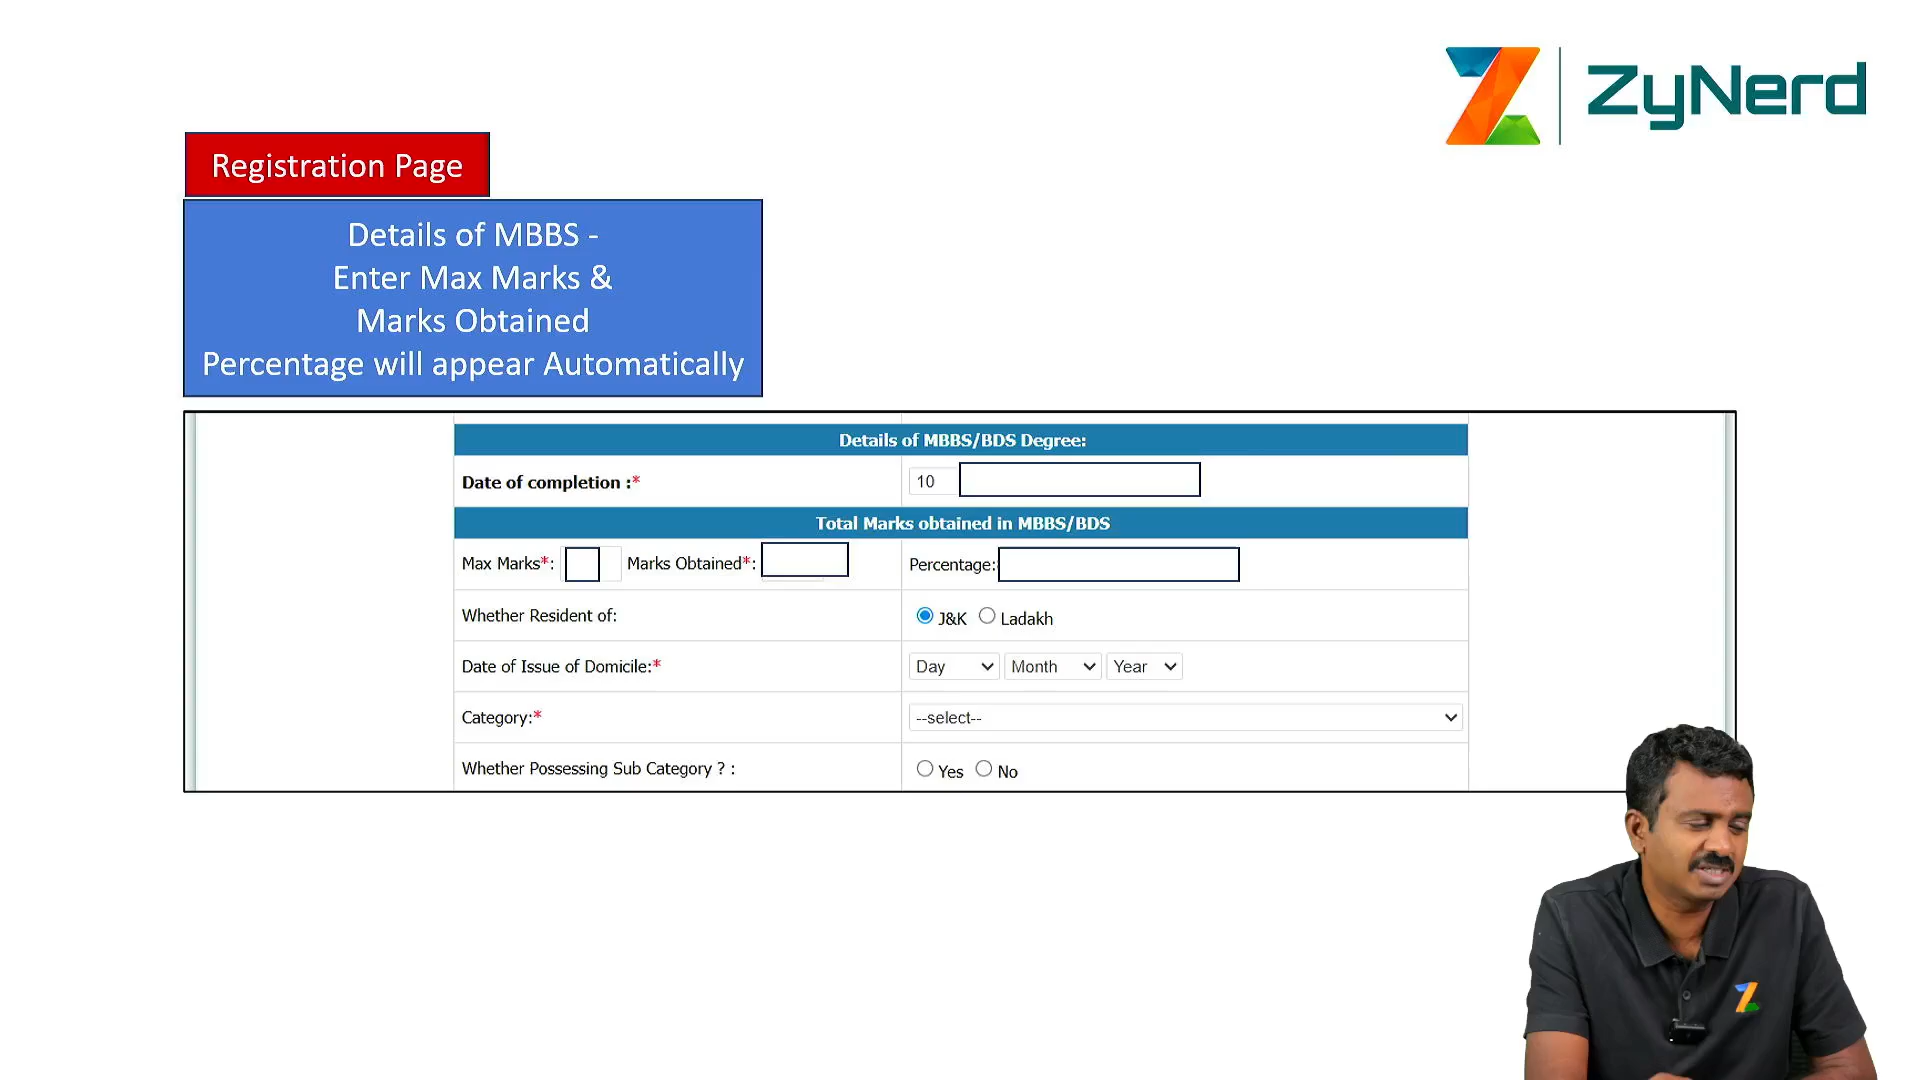 ZyNerd
Registration Page
Details of MBBS -
Enter Max Marks &
Marks Obtained
Percentage will appear Automatically
Details of MBBS/BDS Degree:
Date of completion :* 10
Total Marks obtained in MBBS/BDS
Max Marks*: Marks Obtained*: Percentage:
Whether Resident of: J&K Ladakh
Date of Issue of Domicile:* Day Month Year
Category:* --select--
Whether Possessing Sub Category ? : Yes No